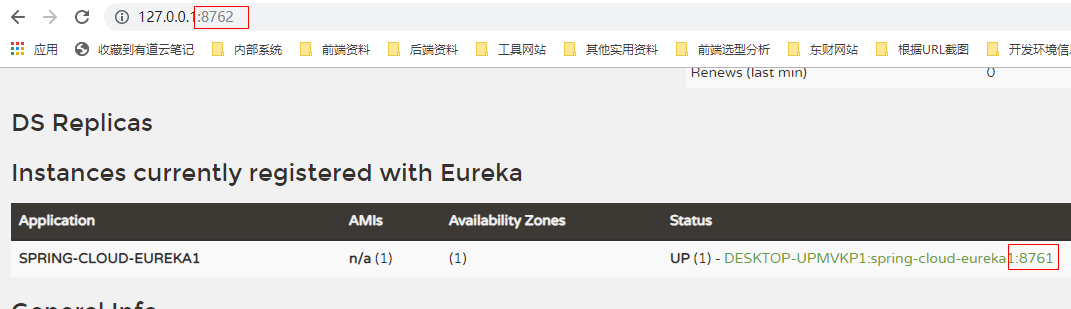 127.0.0.1:8762
应用 收藏到有道云笔记 内部系统 前端资料 后端资料 工具网站 其他实用资料 前端选型分析 东财网站 根据URL截图 开发环境信
Renews (last min) 0
DS Replicas
Instances currently registered with Eureka
Application AMIs Availability Zones Status
SPRING-CLOUD-EUREKA1 n/a (1) (1) UP (1) - DESKTOP-UPMVKP1:spring-cloud-eureka1:8761
General Info